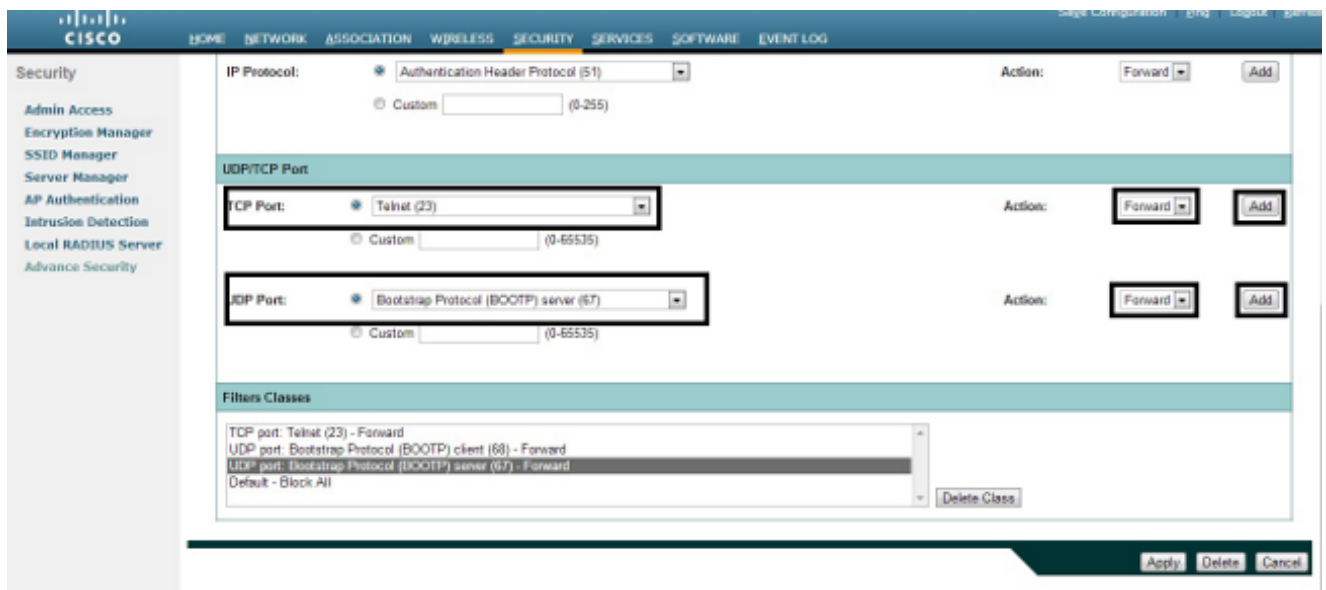 Save Configuration | Ping | Logout | Refresh
CISCO
HOME NETWORK ASSOCIATION WIRELESS SECURITY SERVICES SOFTWARE EVENT LOG
Security
Admin Access
Encryption Manager
SSID Manager
Server Manager
AP Authentication
Intrusion Detection
Local RADIUS Server
Advance Security
IP Protocol: Authentication Header Protocol (51) Action: Forward Add
Custom (0-255)
UDP/TCP Port
TCP Port: Telnet (23) Action: Forward Add
Custom (0-65535)
UDP Port: Bootstrap Protocol (BOOTP) server (67) Action: Forward Add
Custom (0-65535)
Filters Classes
TCP port: Telnet (23) - Forward
UDP port: Bootstrap Protocol (BOOTP) client (68) - Forward
UDP port: Bootstrap Protocol (BOOTP) server (67) - Forward
Default - Block All
Delete Class
Apply Delete Cancel